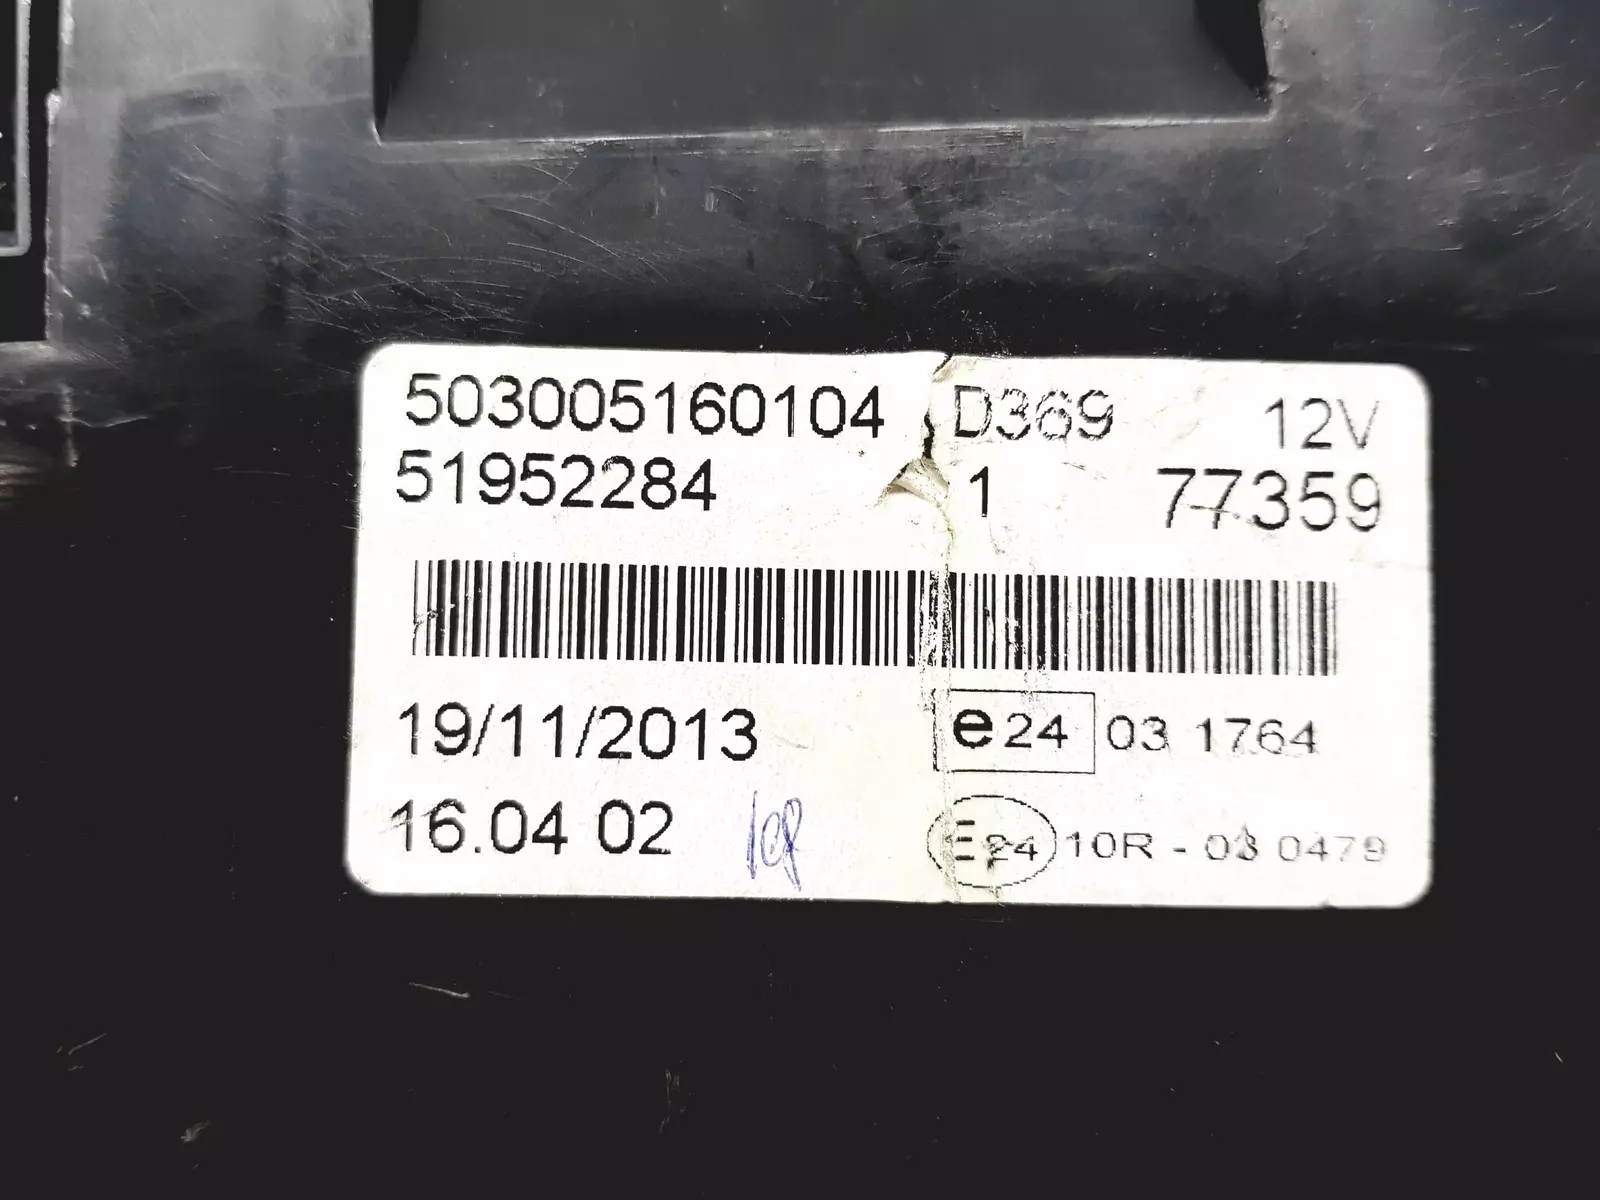 503005160104 D369 12V
51952284 1 77359
19/11/2013 e24 03 1764
16.04 02 E24 10R - 03 0479